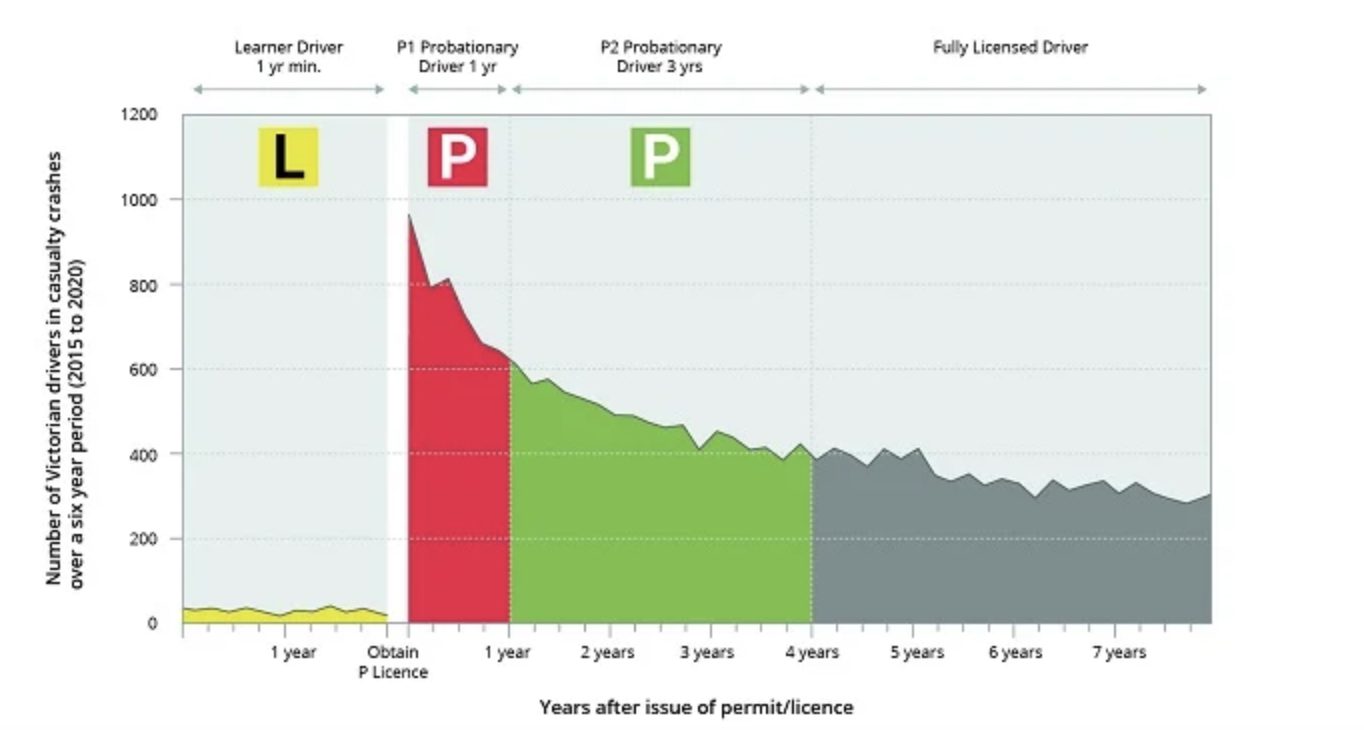 Learner Driver
1 yr min.
P1 Probationary
Driver 1 yr
P2 Probationary
Driver 3 yrs
Fully Licensed Driver
L
P
P
Number of Victorian drivers in casualty crashes
over a six year period (2015 to 2020)
1200
1000
800
600
400
200
0
1 year
Obtain
P Licence
1 year
2 years
3 years
4 years
5 years
6 years
7 years
Years after issue of permit/licence